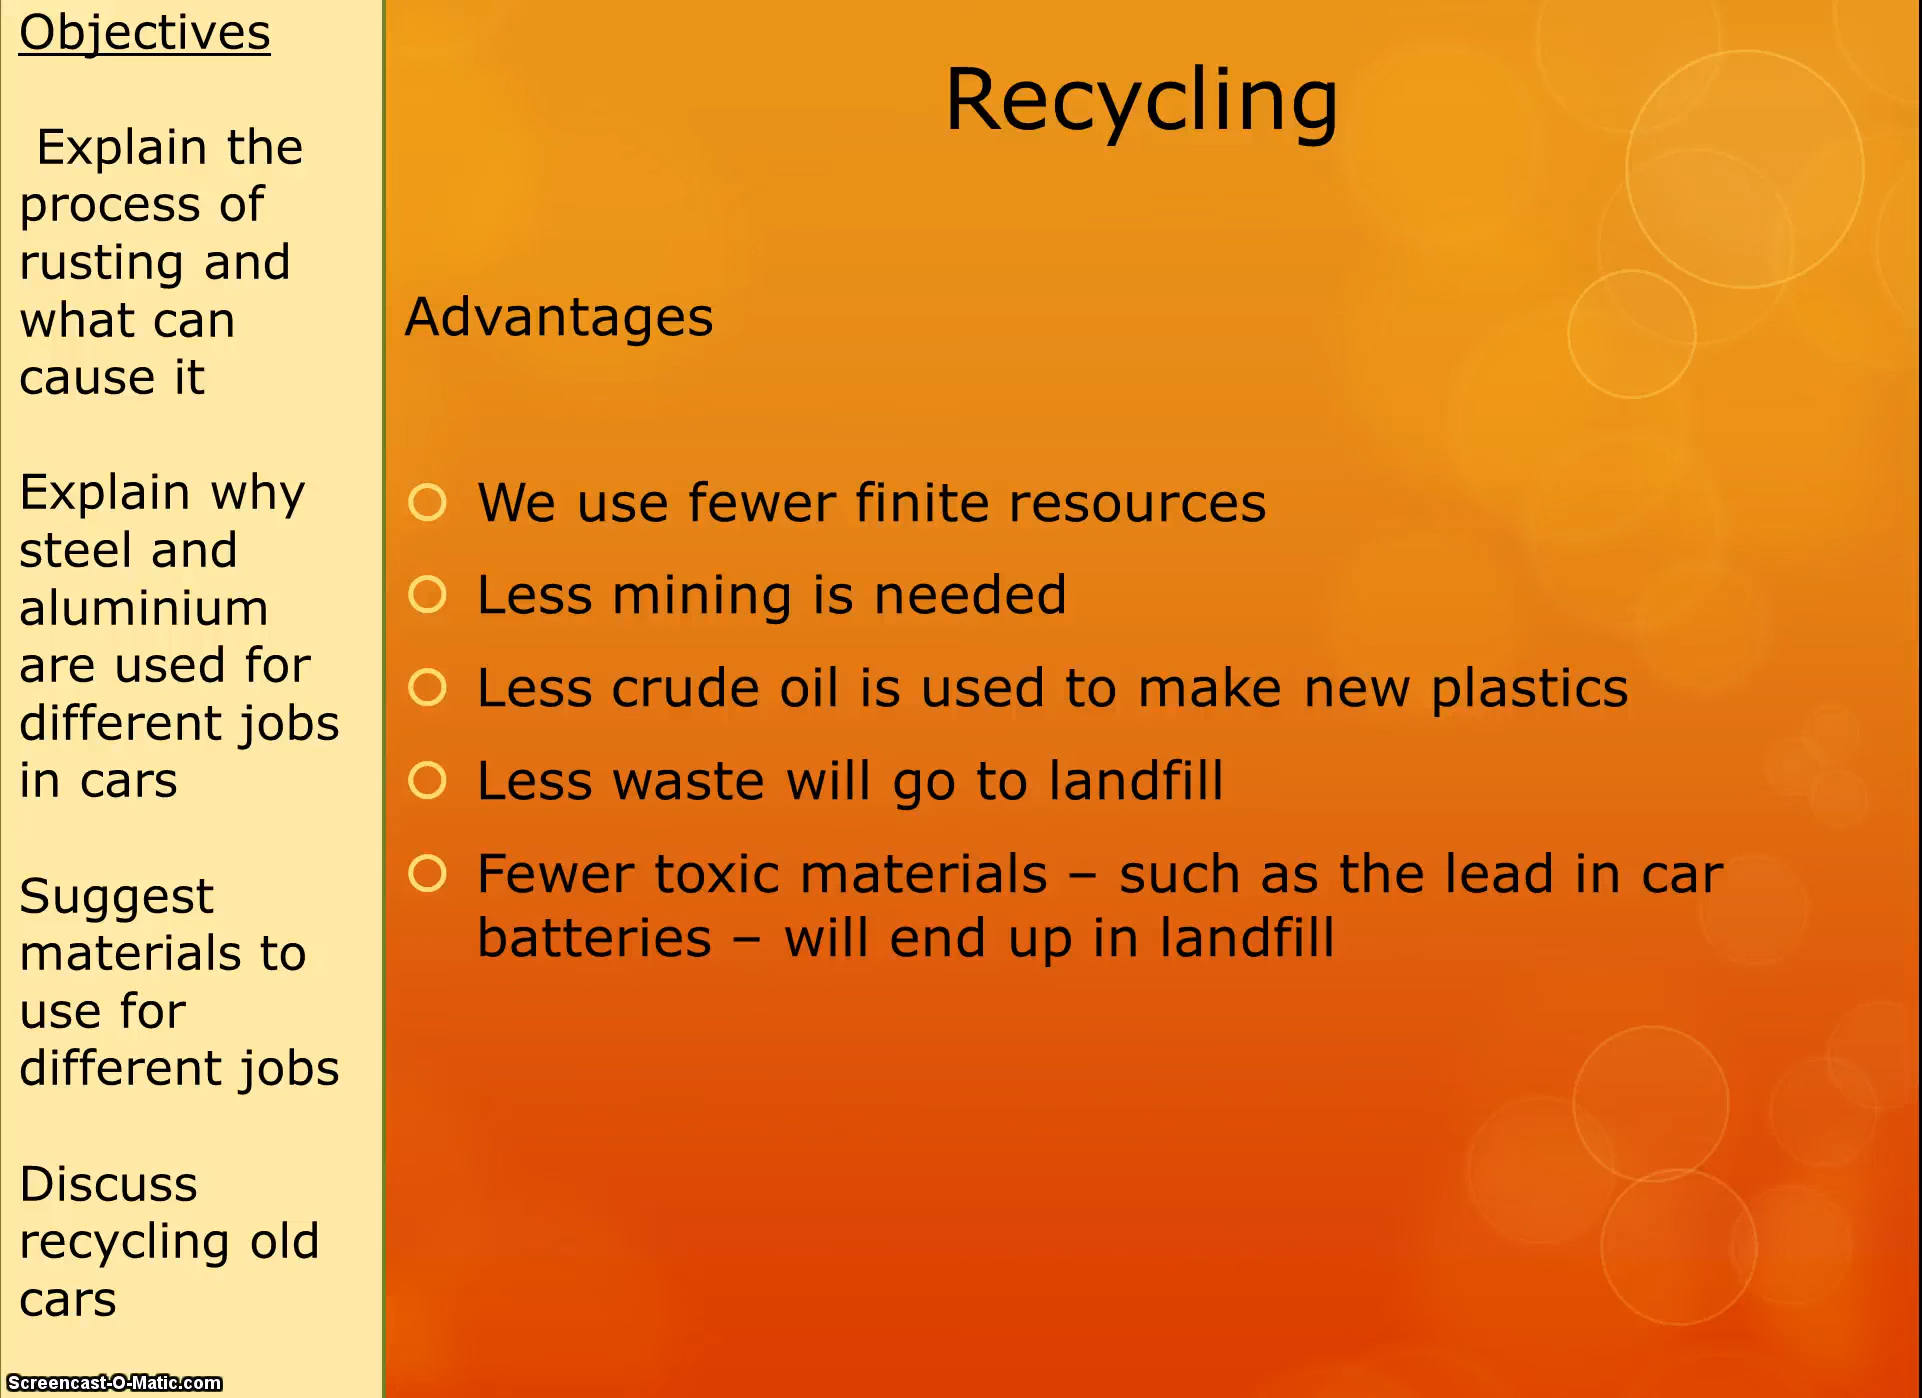 Objectives
Explain the
process of
rusting and
what can
cause it
Explain why
steel and
aluminium
are used for
different jobs
in cars
Suggest
materials to
use for
different jobs
Discuss
recycling old
cars
Recycling
Advantages
We use fewer finite resources
Less mining is needed
Less crude oil is used to make new plastics
Less waste will go to landfill
Fewer toxic materials – such as the lead in car
batteries – will end up in landfill
Screencast-O-Matic.com